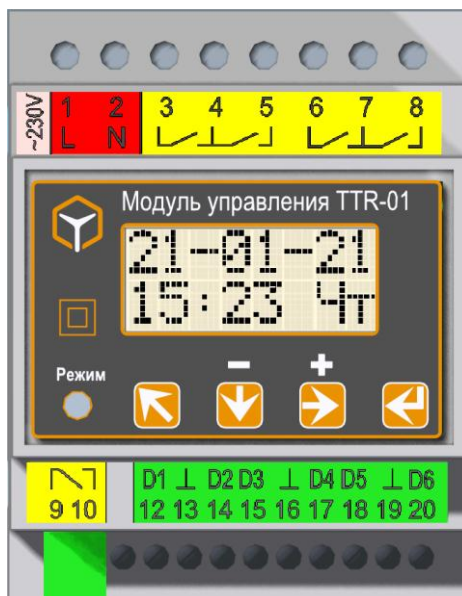 ~230V
1 2 3 4 5 6 7 8
L N
Модуль управления TTR-01
21-01-21
15:23 Чт
Режим
- +
D1 ⊥ D2 D3 ⊥ D4 D5 ⊥ D6
9 10 12 13 14 15 16 17 18 19 20